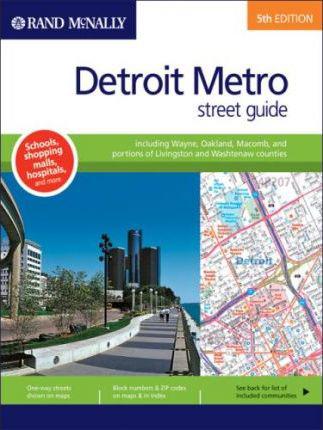 RAND McNALLY
5th EDITION
Detroit Metro
street guide
including Wayne, Oakland, Macomb, and
portions of Livingston and Washtenaw counties
Schools,
shopping
malls,
hospitals,
and more
Detroit
One-way streets
shown on maps
Block numbers & ZIP codes
on maps & in index
See back for list of
included communities